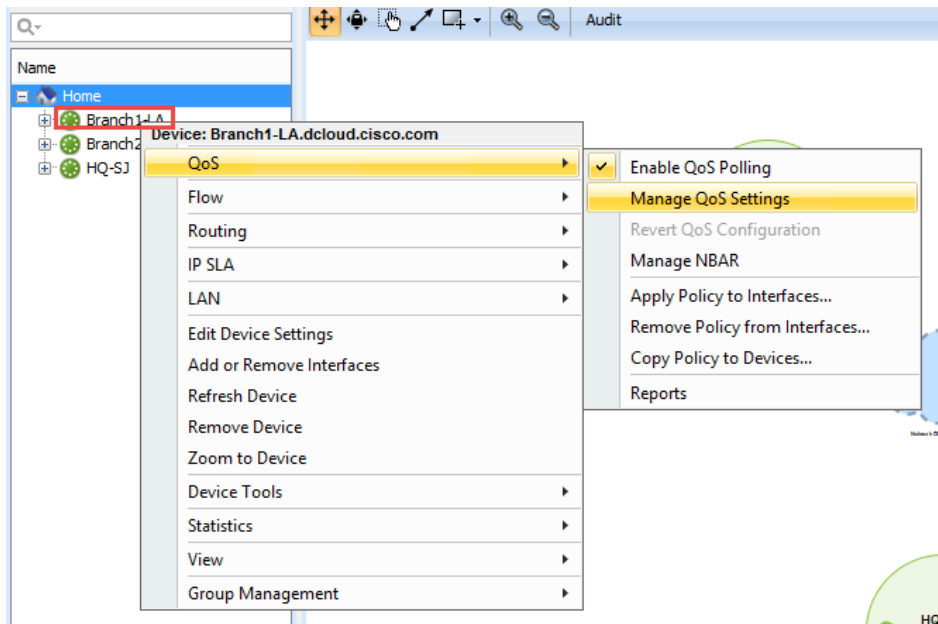 Audit
Name
Home
Branch1-LA
Device: Branch1-LA.dcloud.cisco.com
Branch2
HQ-SJ
QoS
Flow
Routing
IP SLA
LAN
Edit Device Settings
Add or Remove Interfaces
Refresh Device
Remove Device
Zoom to Device
Device Tools
Statistics
View
Group Management
Enable QoS Polling
Manage QoS Settings
Revert QoS Configuration
Manage NBAR
Apply Policy to Interfaces...
Remove Policy from Interfaces...
Copy Policy to Devices...
Reports
HQ